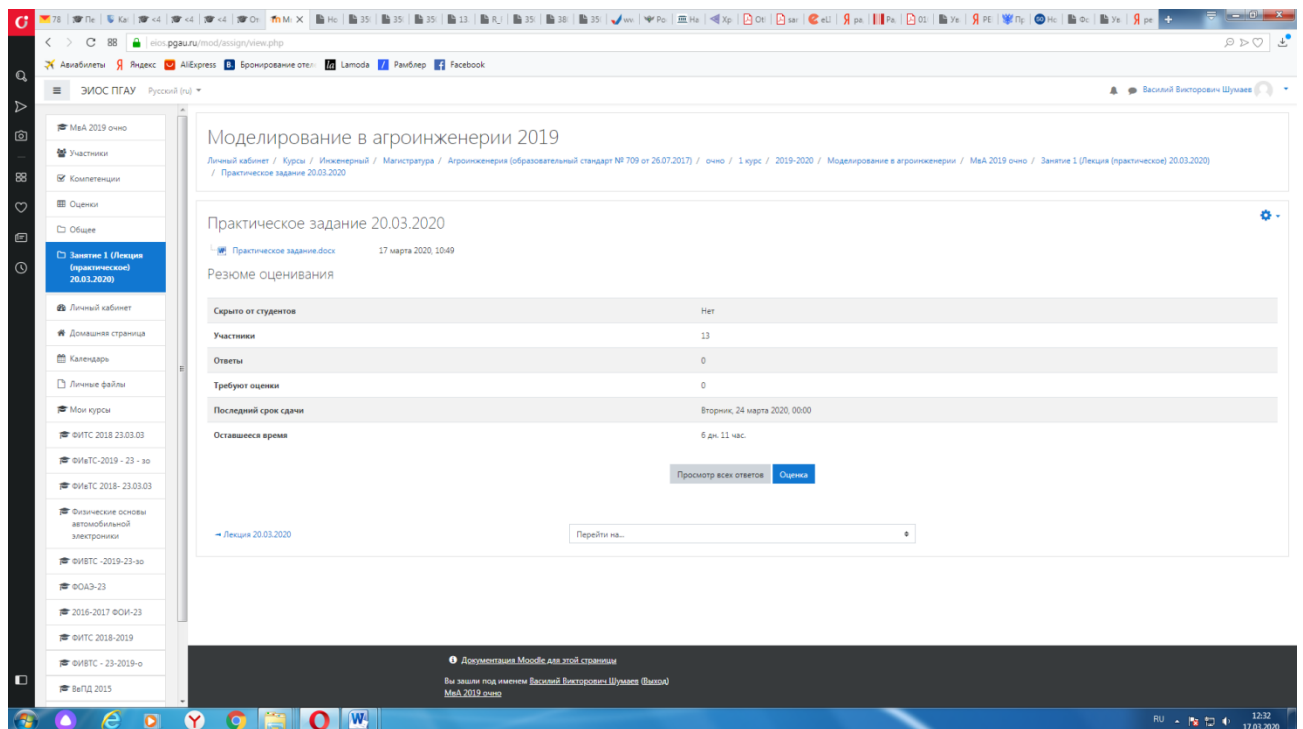 78
eios.pgau.ru/mod/assign/view.php
Авиабилеты Яндекс AliExpress Бронирование отел Lamoda Рамблер Facebook
ЭИОС ПГАУ Русский (ru)
Василий Викторович Шумаев
МвА 2019 очно
Участники
Компетенции
Оценки
Общее
Занятие 1 (Лекция
(практическое)
20.03.2020)
Личный кабинет
Домашняя страница
Календарь
Личные файлы
Мои курсы
ФИТС 2018 23.03.03
ФИвТС-2019 - 23 - зо
ФИвТС 2018- 23.03.03
Физические основы
автомобильной
электроники
ФИВТС -2019-23-зо
ФОАЭ-23
2016-2017 ФОИ-23
ФИТС 2018-2019
ФИВТС - 23-2019-о
ВеПД 2015
Моделирование в агроинженерии 2019
Личный кабинет / Курсы / Инженерный / Магистратура / Агроинженерия (образовательный стандарт № 709 от 26.07.2017) / очно / 1 курс / 2019-2020 / Моделирование в агроинженерии / МвА 2019 очно / Занятие 1 (Лекция (практическое) 20.03.2020)
/ Практическое задание 20.03.2020
Практическое задание 20.03.2020
Практическое задание.docx 17 марта 2020, 10:49
Резюме оценивания
Скрыто от студентов Нет
Участники 13
Ответы 0
Требуют оценки 0
Последний срок сдачи Вторник, 24 марта 2020, 00:00
Оставшееся время 6 дн. 11 час.
Просмотр всех ответов Оценка
→ Лекция 20.03.2020 Перейти на...
Документация Moodle для этой страницы
Вы зашли под именем Василий Викторович Шумаев (Выход)
МвА 2019 очно
RU 12:32
17.03.2020